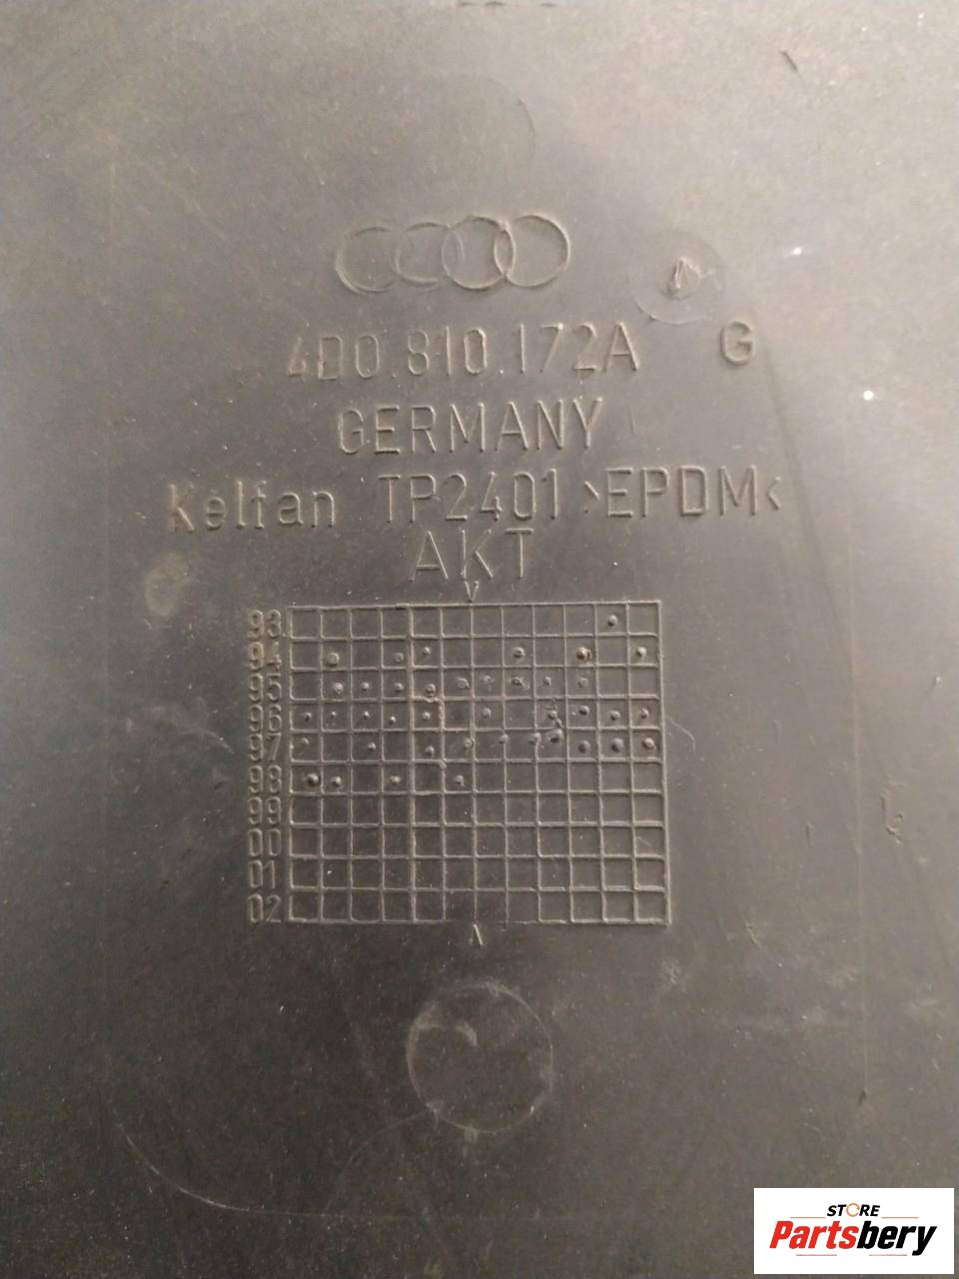 4D0.810.172A G
GERMANY
Kelfan TP2401 >EPDM<
AKT
93
94
95
96
97
98
99
00
01
02
STORE
Partsbery